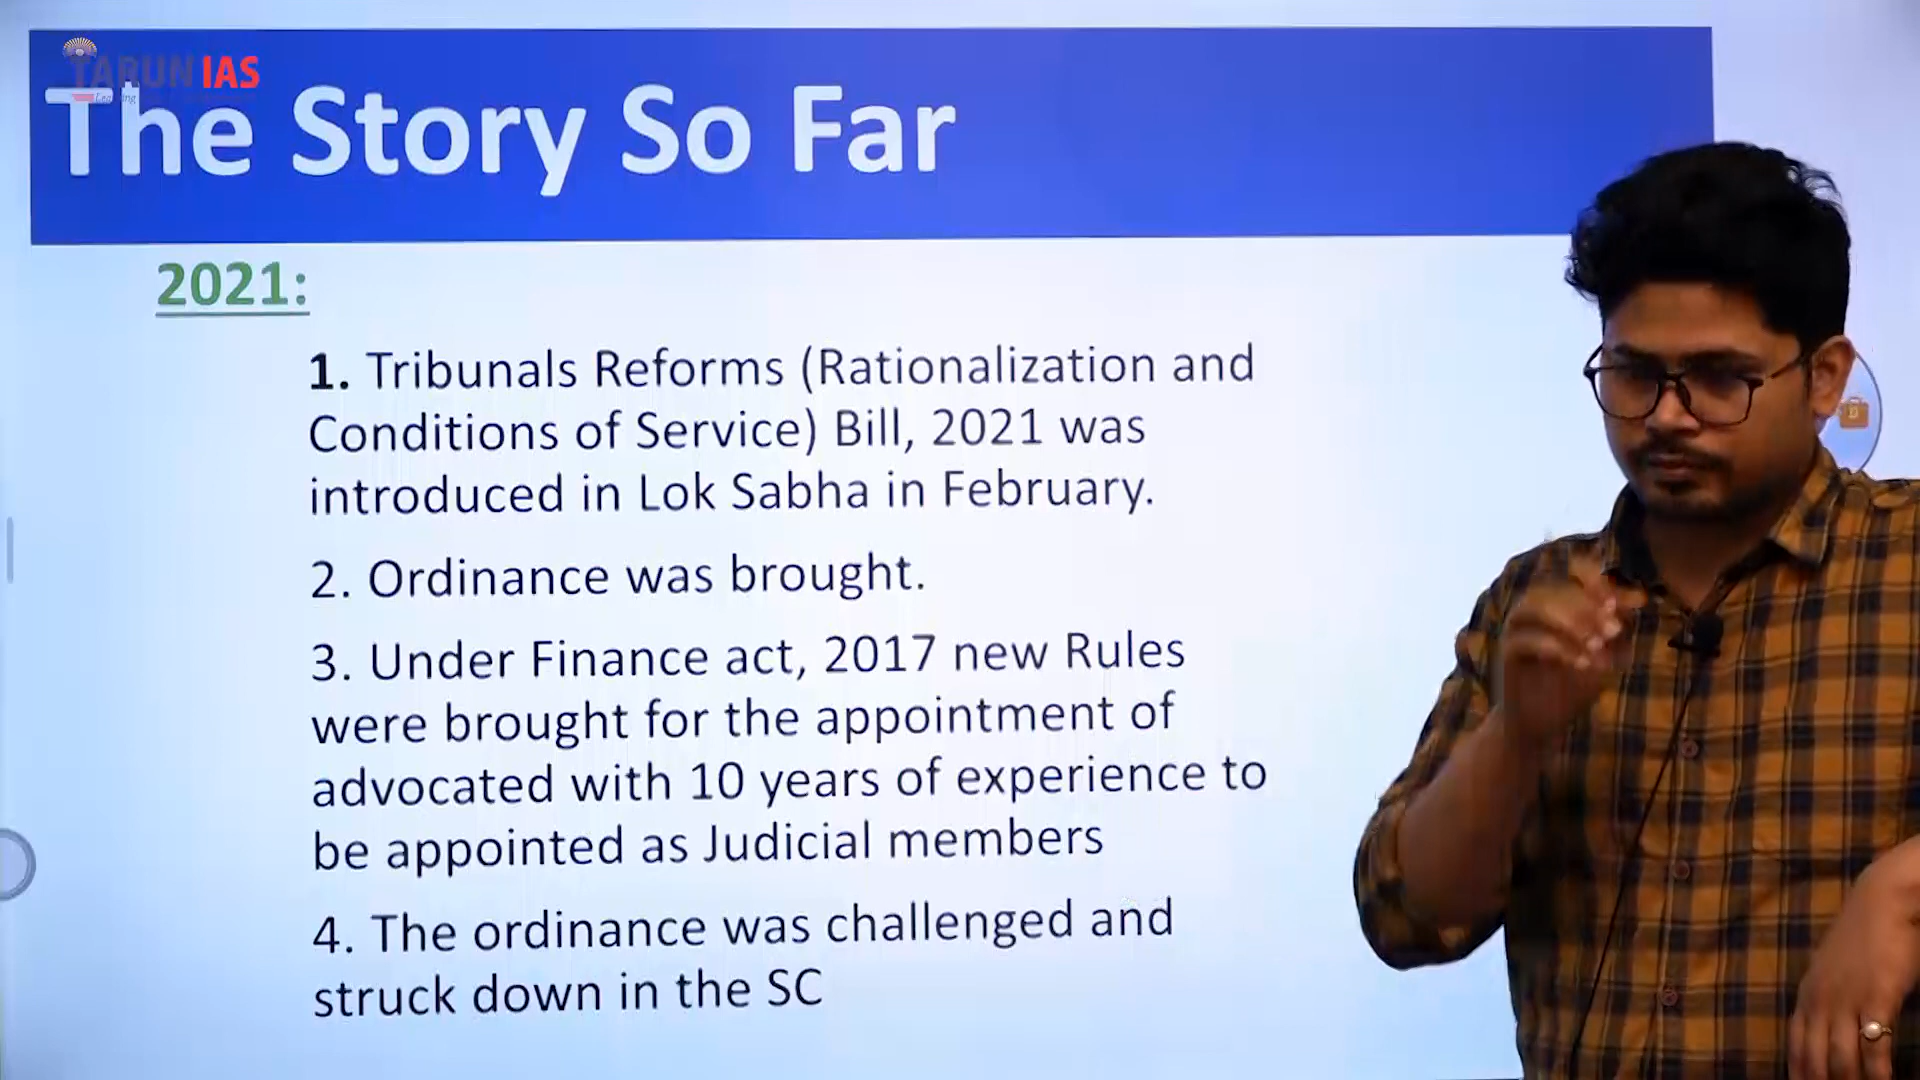 TARUN IAS
The Story So Far
2021:
1. Tribunals Reforms (Rationalization and
Conditions of Service) Bill, 2021 was
introduced in Lok Sabha in February.
2. Ordinance was brought.
3. Under Finance act, 2017 new Rules
were brought for the appointment of
advocated with 10 years of experience to
be appointed as Judicial members
4. The ordinance was challenged and
struck down in the SC